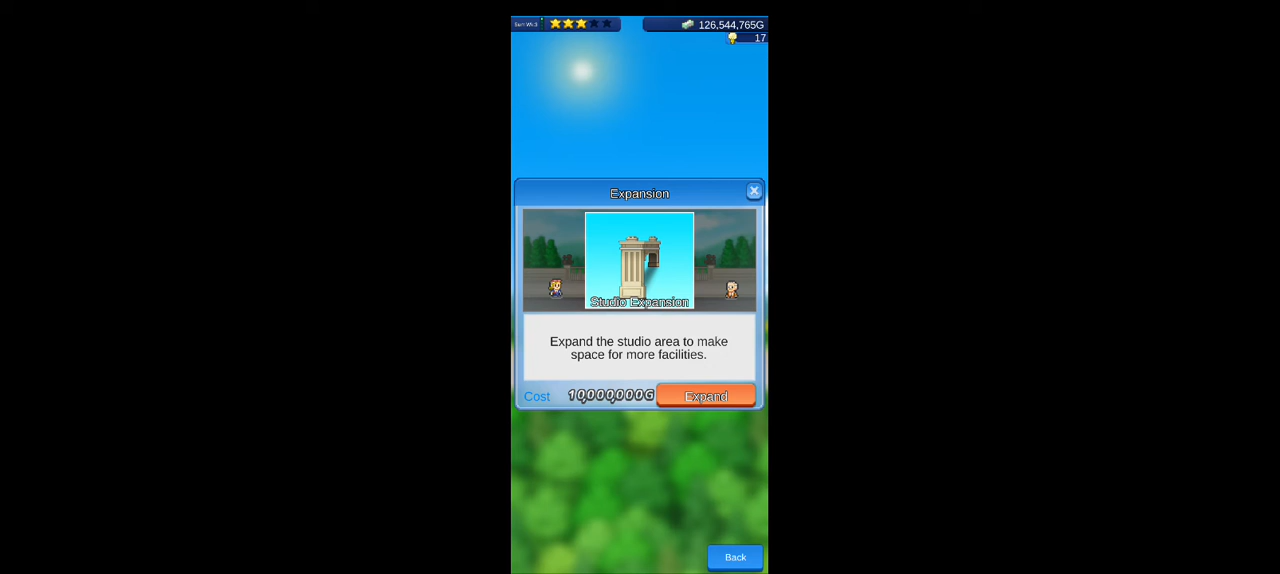 126,544,765G
17
Expansion
Studio Expansion
Expand the studio area to make
space for more facilities.
Cost 10,000,000G Expand
Back